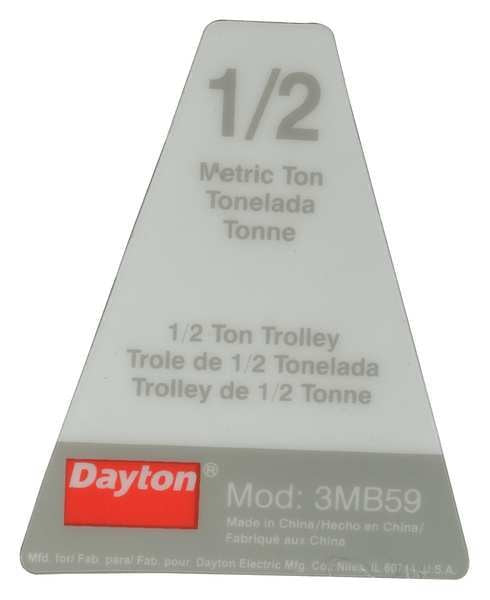 1/2
Metric Ton
Tonelada
Tonne
1/2 Ton Trolley
Trole de 1/2 Tonelada
Trolley de 1/2 Tonne
Dayton®
Mod: 3MB59
Made in China/Hecho en China/
Fabriqué aux China
Mfd. for/ Fab. para/ Fab. pour, Dayton Electric Mfg. Co., Niles, IL 60714, U.S.A.